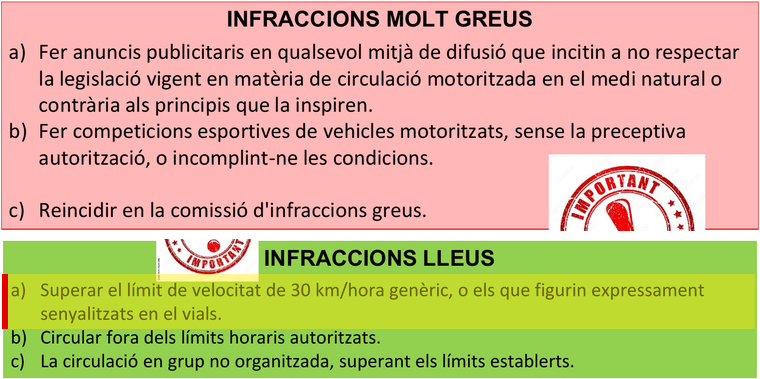 INFRACCIONS MOLT GREUS
a) Fer anuncis publicitaris en qualsevol mitjà de difusió que incitin a no respectar
la legislació vigent en matèria de circulació motoritzada en el medi natural o
contrària als principis que la inspiren.
b) Fer competicions esportives de vehicles motoritzats, sense la preceptiva
autorització, o incomplint-ne les condicions.
c) Reincidir en la comissió d'infraccions greus.
IMPORTANT
IMPORTANT
INFRACCIONS LLEUS
a) Superar el límit de velocitat de 30 km/hora genèric, o els que figurin expressament
senyalitzats en el vials.
b) Circular fora dels límits horaris autoritzats.
c) La circulació en grup no organitzada, superant els límits establerts.